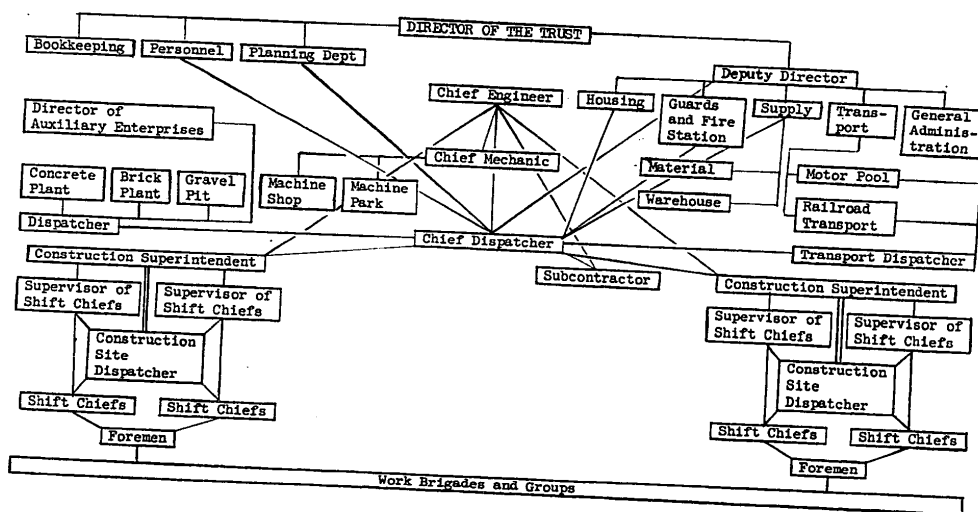 DIRECTOR OF THE TRUST
Bookkeeping
Personnel
Planning Dept
Deputy Director
Chief Engineer
Housing
Guards
and Fire
Station
Supply
Trans-
port
General
Adminis-
tration
Director of
Auxiliary Enterprises
Chief Mechanic
Concrete
Plant
Brick
Plant
Gravel
Pit
Machine
Shop
Machine
Park
Material
Motor Pool
Warehouse
Railroad
Transport
Dispatcher
Chief Dispatcher
Transport Dispatcher
Construction Superintendent
Subcontractor
Construction Superintendent
Supervisor of
Shift Chiefs
Supervisor of
Shift Chiefs
Construction
Site
Dispatcher
Shift Chiefs
Shift Chiefs
Foremen
Supervisor of
Shift Chiefs
Supervisor of
Shift Chiefs
Construction
Site
Dispatcher
Shift Chiefs
Shift Chiefs
Foremen
Work Brigades and Groups